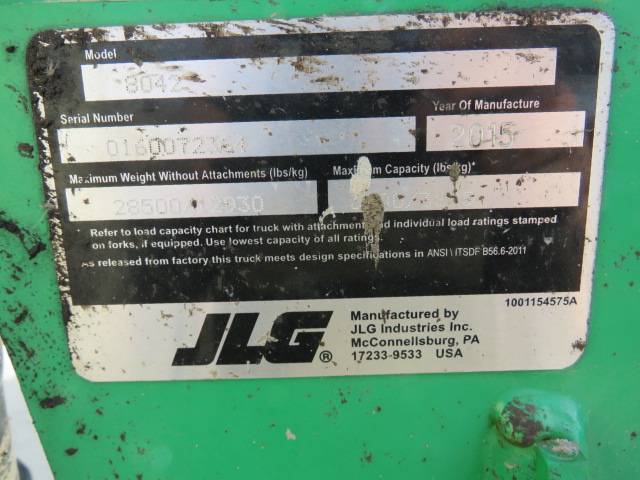 Model
8042
Serial Number
Year Of Manufacture
2015
Maximum Weight Without Attachments (lbs/kg)
Maximum Capacity (lbs/kg)*
28500/12930
Refer to load capacity chart for truck with attachment and individual load ratings stamped
on forks, if equipped. Use lowest capacity of all ratings.
As released from factory this truck meets design specifications in ANSI \ ITSDF B56.6-2011
1001154575A
JLG®
Manufactured by
JLG Industries Inc.
McConnellsburg, PA
17233-9533 USA